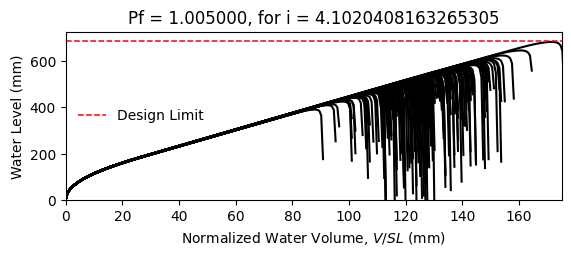 Pf = 1.005000, for i = 4.1020408163265305
Water Level (mm)
600
400
200
0
Design Limit
0 20 40 60 80 100 120 140 160
Normalized Water Volume, V/SL (mm)